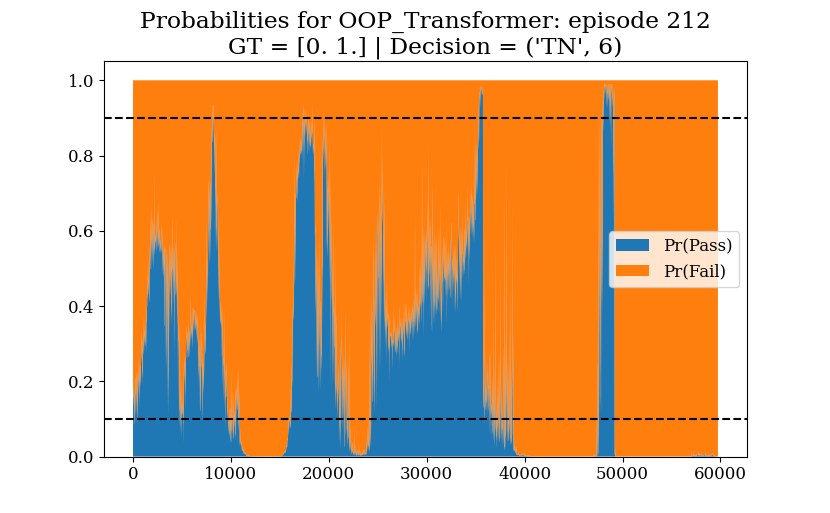 Probabilities for OOP_Transformer: episode 212
GT = [0. 1.] | Decision = ('TN', 6)
1.0
0.8
0.6
0.4
0.2
0.0
Pr(Pass)
Pr(Fail)
0 10000 20000 30000 40000 50000 60000